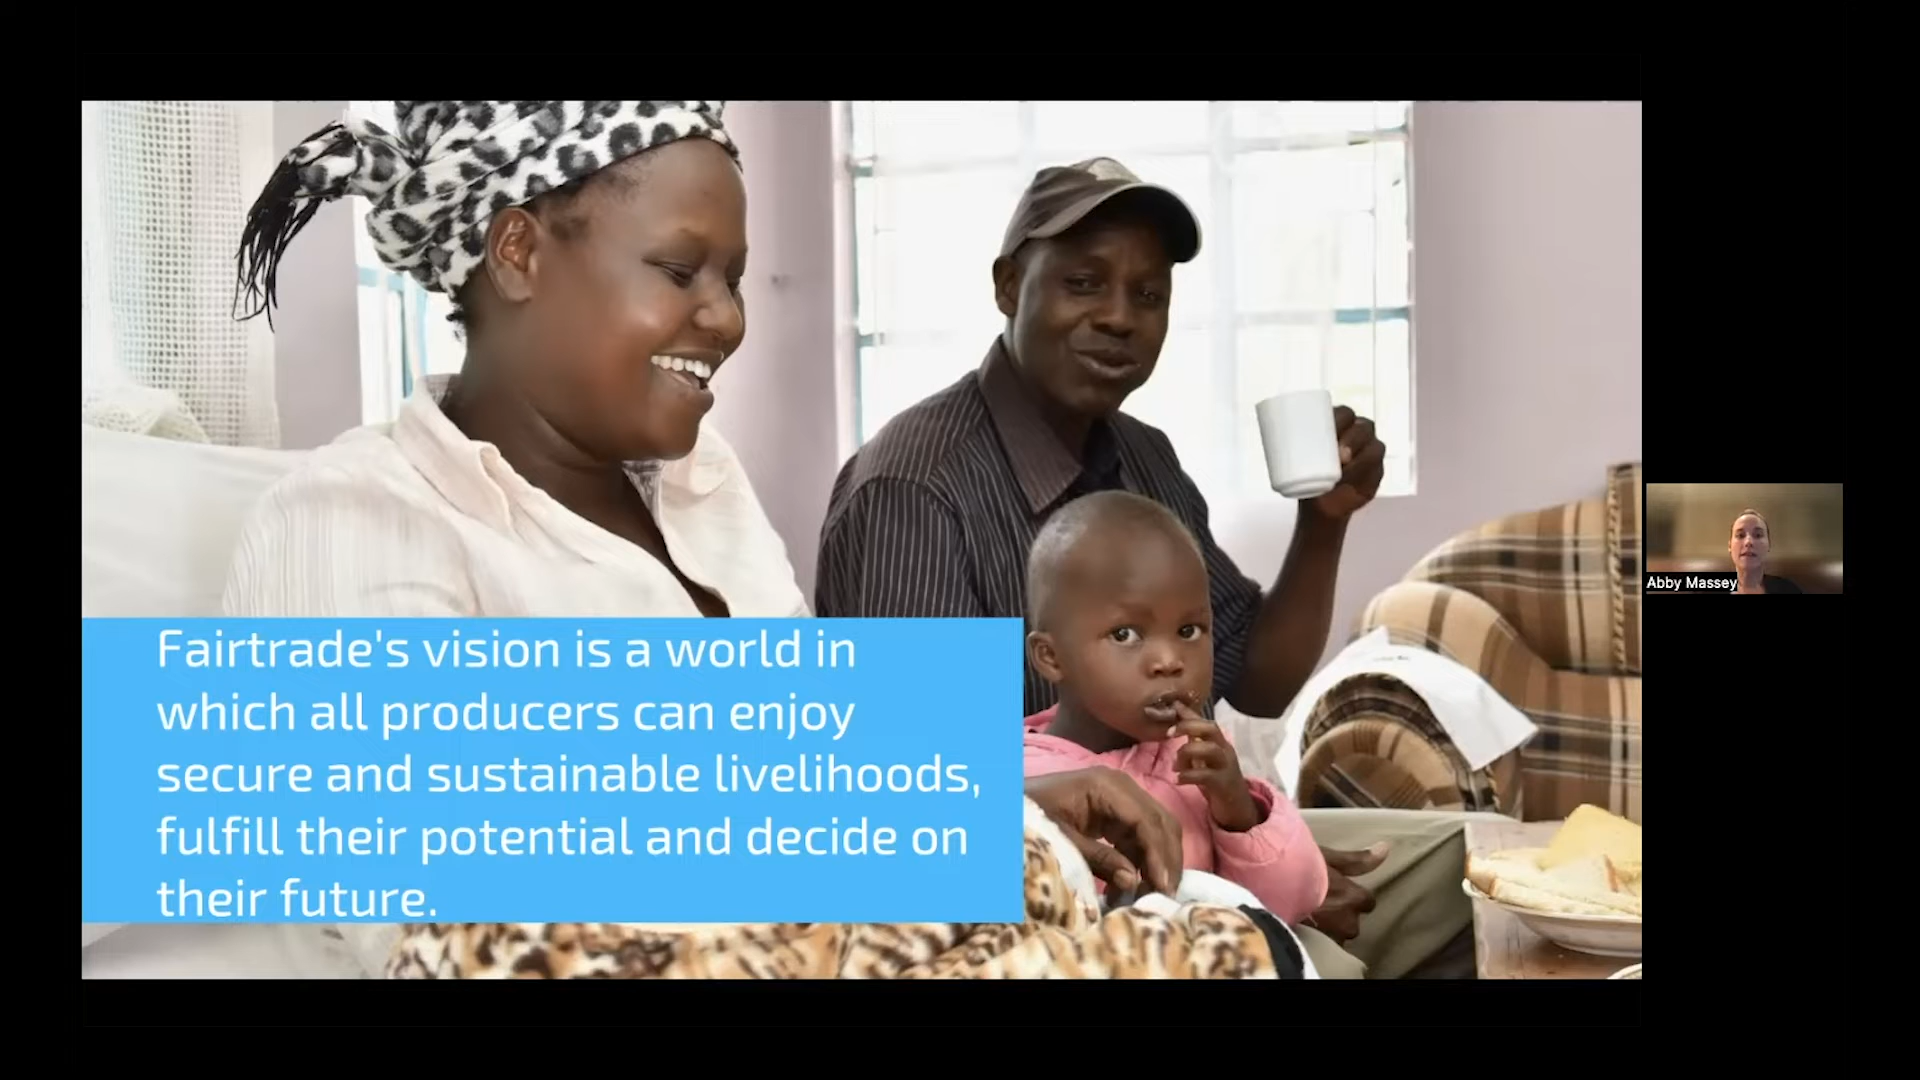 Fairtrade's vision is a world in
which all producers can enjoy
secure and sustainable livelihoods,
fulfill their potential and decide on
their future.
Abby Massey